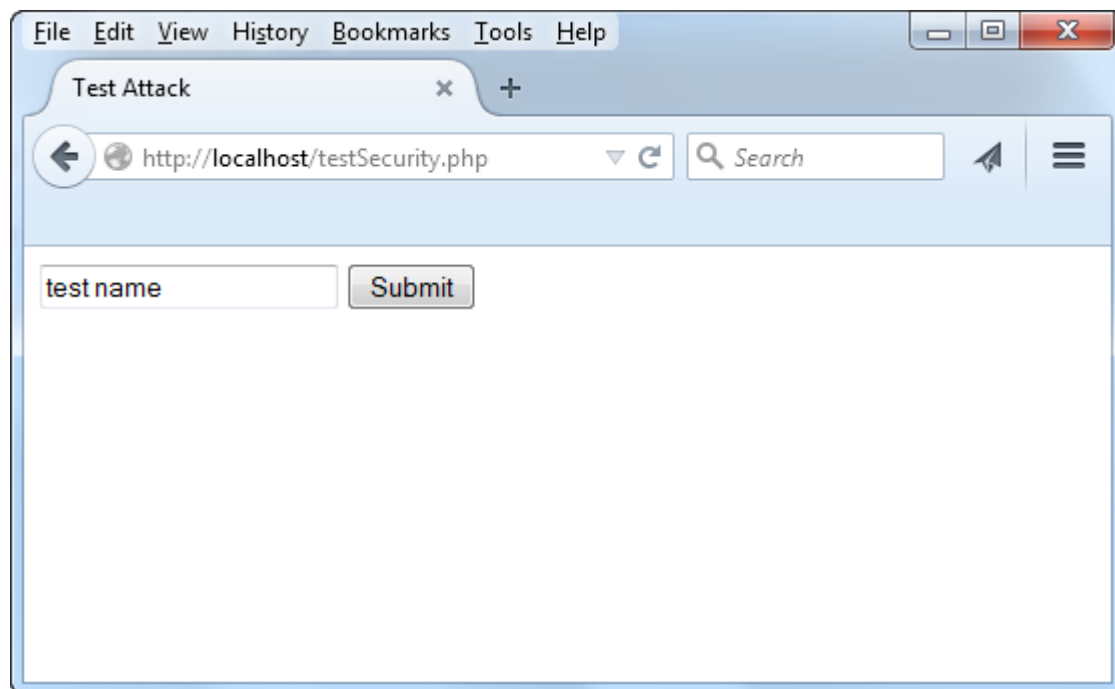 File Edit View History Bookmarks Tools Help
Test Attack
http://localhost/testSecurity.php Search
test name Submit